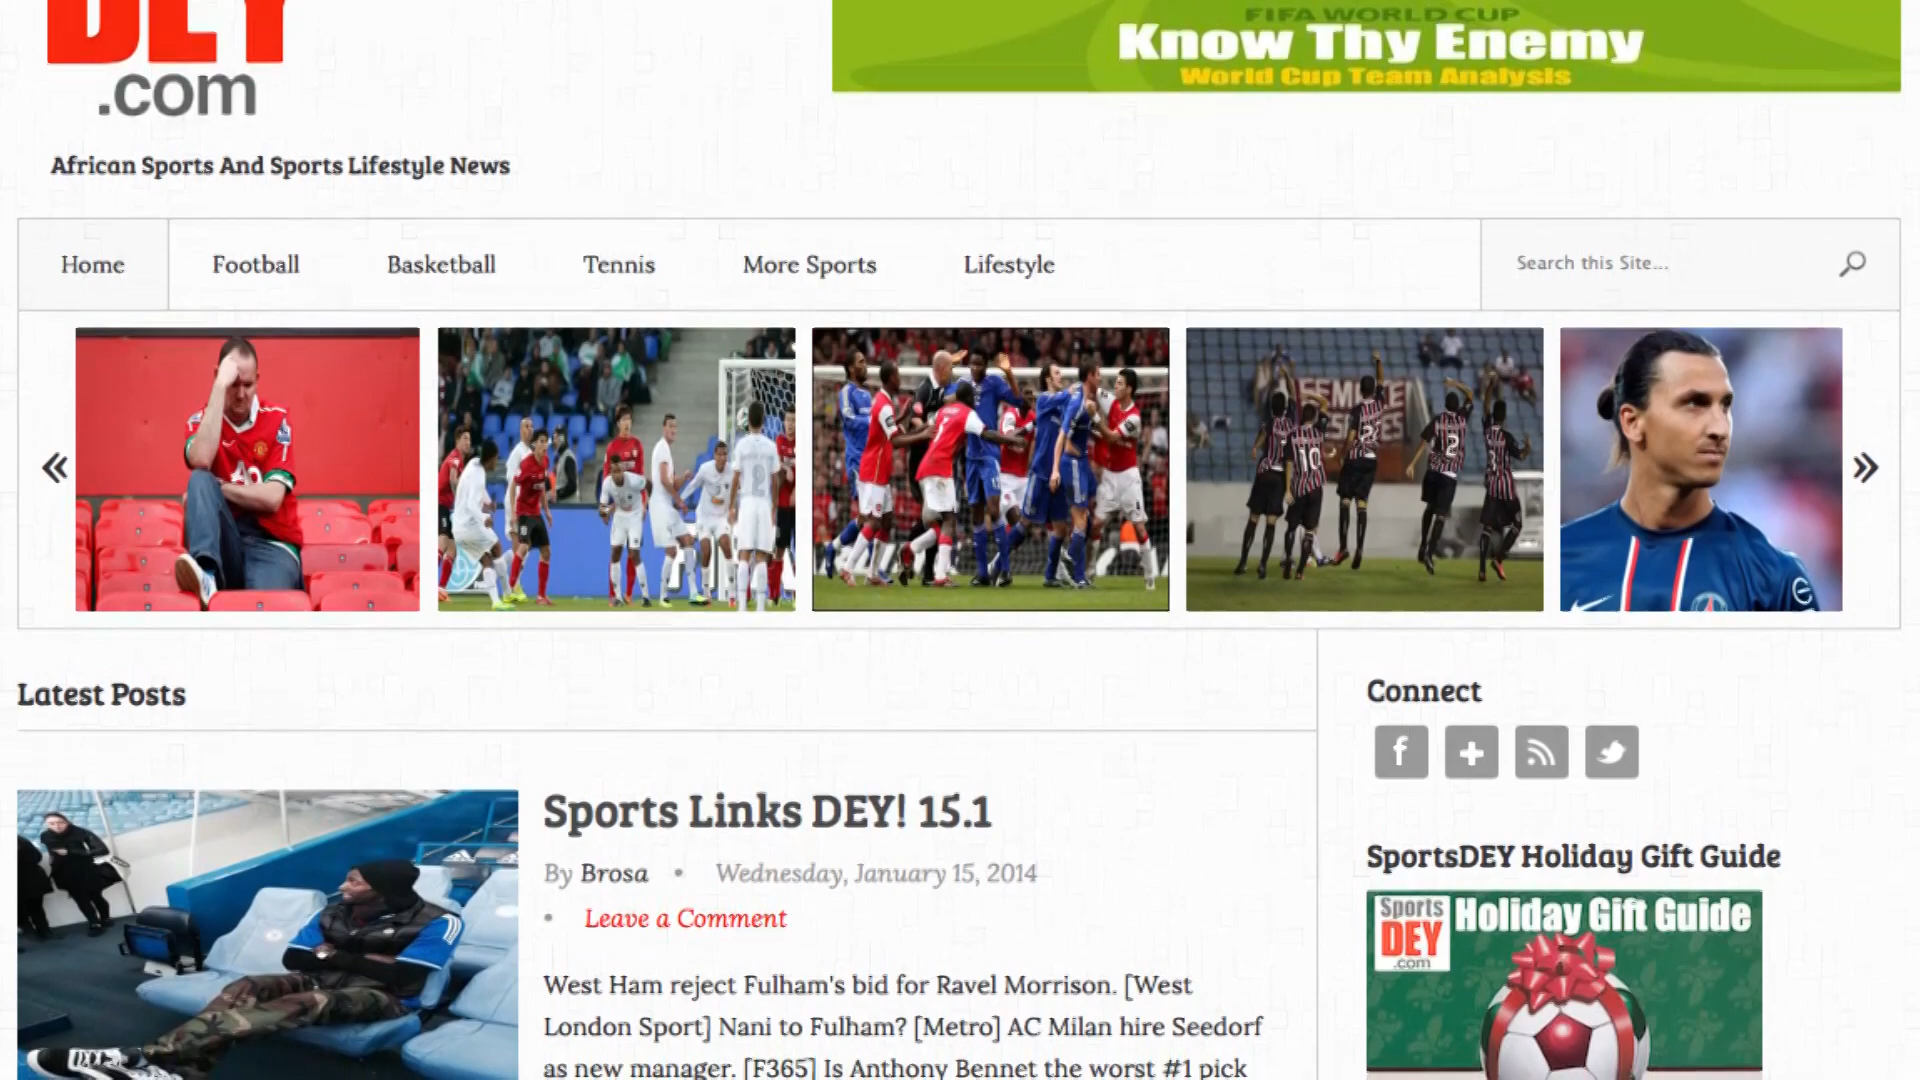 DEY
.com
FIFA WORLD CUP
Know Thy Enemy
World Cup Team Analysis
African Sports And Sports Lifestyle News
Home
Football
Basketball
Tennis
More Sports
Lifestyle
Search this Site...
Latest Posts
Connect
Sports Links DEY! 15.1
By Brosa • Wednesday, January 15, 2014
• Leave a Comment
West Ham reject Fulham's bid for Ravel Morrison. [West
London Sport] Nani to Fulham? [Metro] AC Milan hire Seedorf
as new manager. [F365] Is Anthony Bennet the worst #1 pick
SportsDEY Holiday Gift Guide
Sports
DEY
.com
Holiday Gift Guide